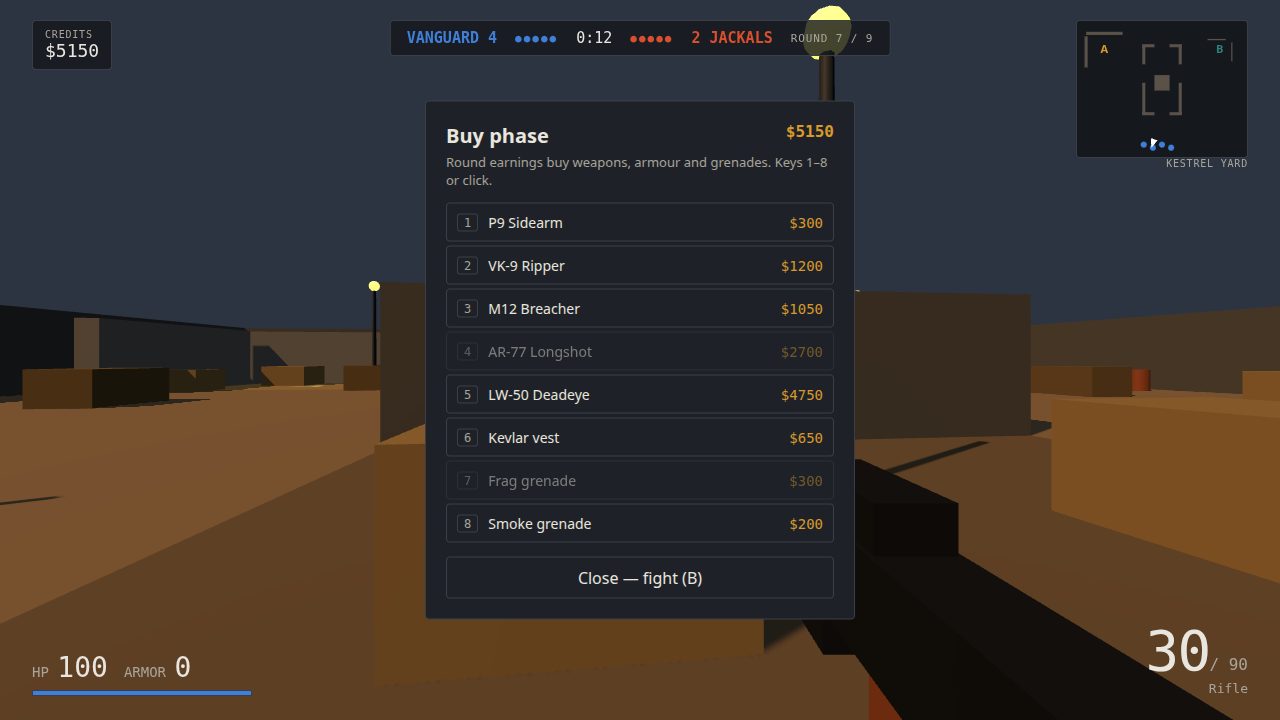 CREDITS
$5150
VANGUARD 4 0:12 2 JACKALS ROUND 7 / 9
A B
KESTREL YARD
Buy phase $5150
Round earnings buy weapons, armour and grenades. Keys 1–8
or click.
1 P9 Sidearm $300
2 VK-9 Ripper $1200
3 M12 Breacher $1050
4 AR-77 Longshot $2700
5 LW-50 Deadeye $4750
6 Kevlar vest $650
7 Frag grenade $300
8 Smoke grenade $200
Close — fight (B)
HP 100 ARMOR 0
30 / 90
Rifle